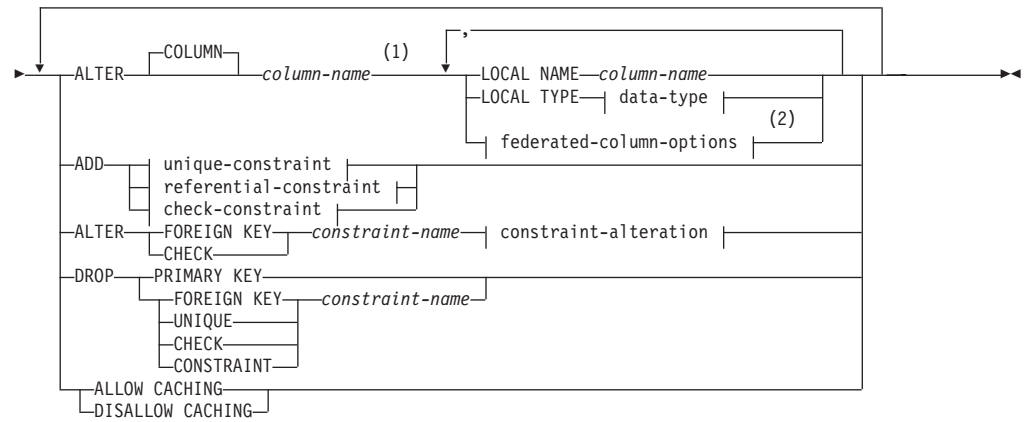 COLUMN (1) ,
ALTER column-name LOCAL NAME column-name
LOCAL TYPE data-type
(2)
federated-column-options
ADD unique-constraint
referential-constraint
check-constraint
ALTER FOREIGN KEY constraint-name constraint-alteration
CHECK
DROP PRIMARY KEY
FOREIGN KEY constraint-name
UNIQUE
CHECK
CONSTRAINT
ALLOW CACHING
DISALLOW CACHING